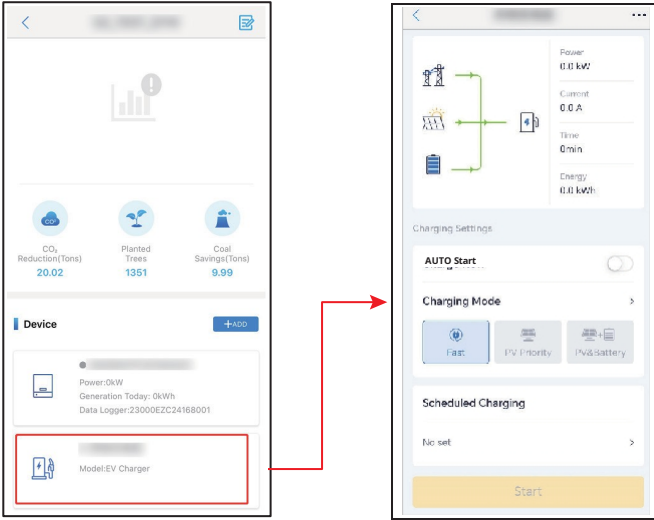 CO₂
CO₂
Reduction(Tons)
20.02
Planted
Trees
1351
Coal
Savings(Tons)
9.99
Device
+ADD
Power:0kW
Generation Today: 0kWh
Data Logger:23000EZC24168001
Model:EV Charger
Power
0.0 kW
Current
0.0 A
Time
0min
Energy
0.0 kWh
Charging Settings
AUTO Start
Charging Mode
Fast
PV Priority
PV&Battery
Scheduled Charging
No set
Start